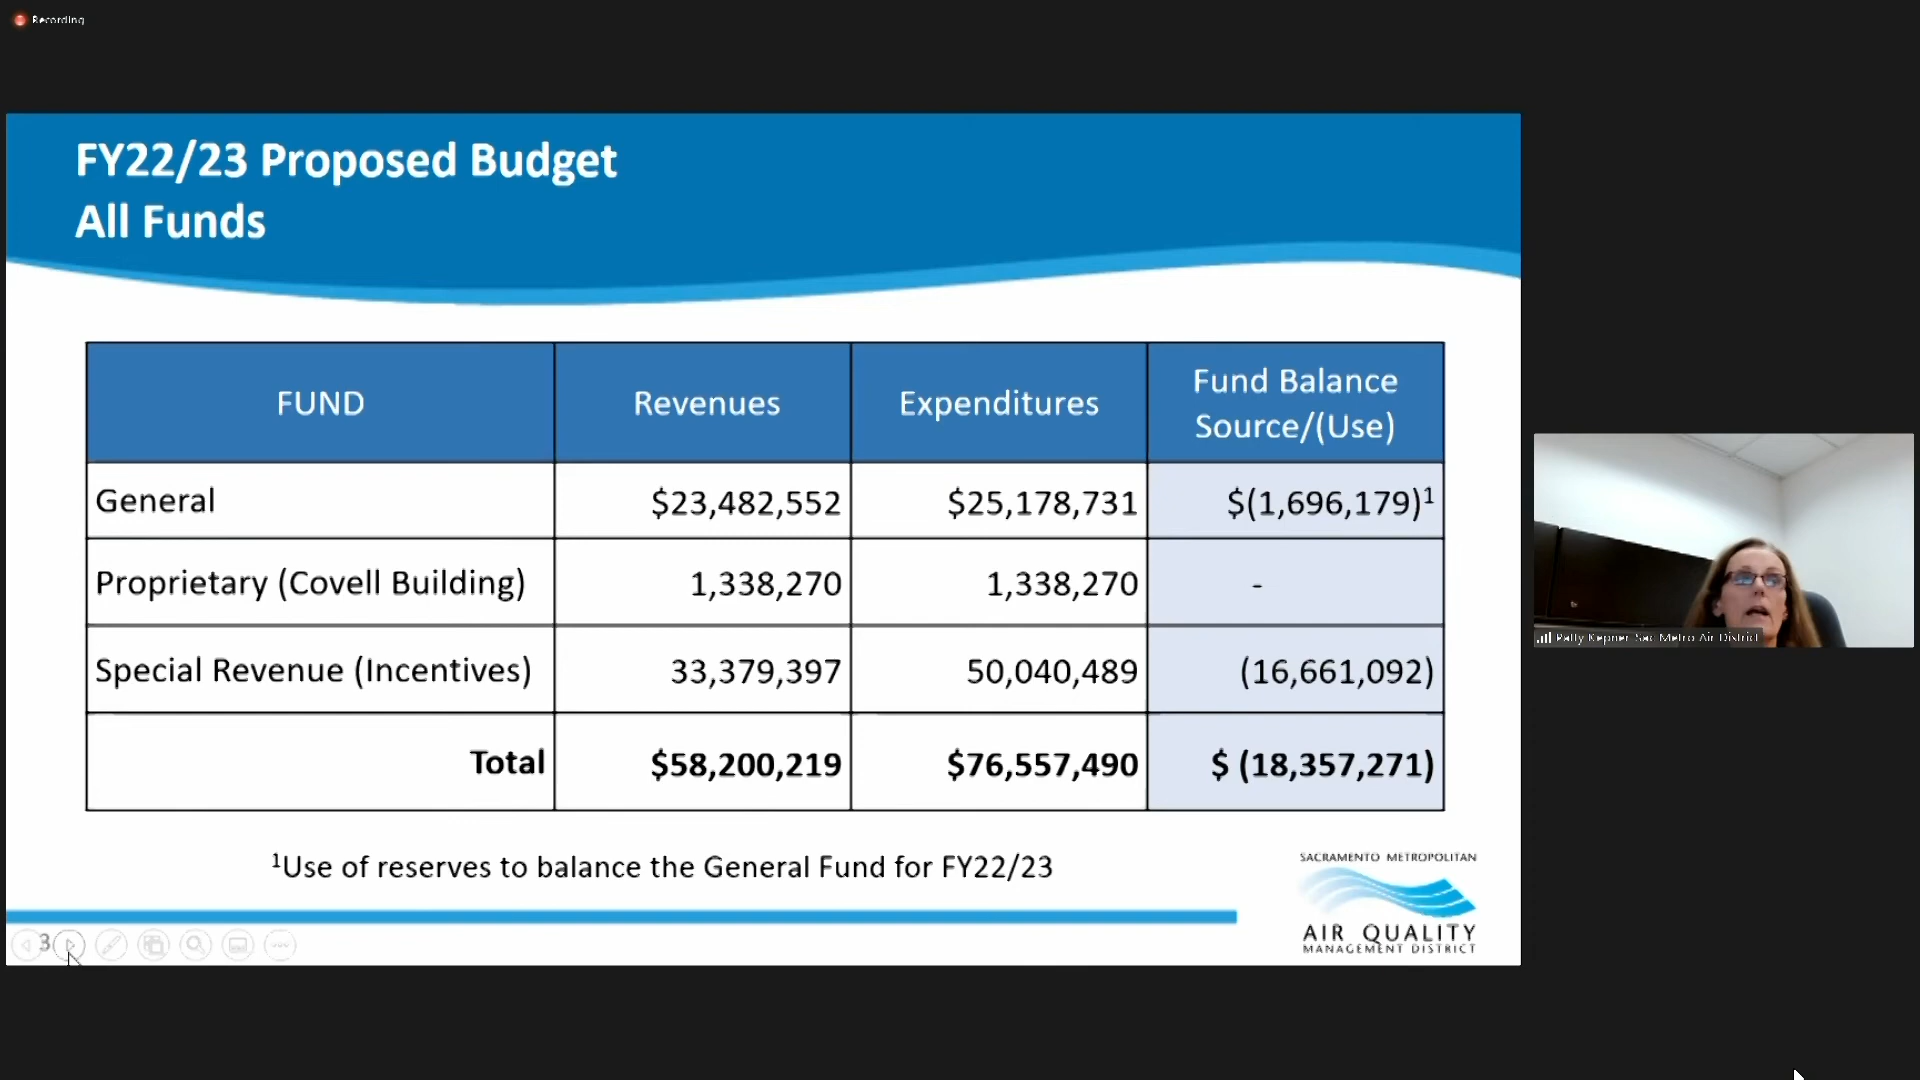 Recording
FY22/23 Proposed Budget
All Funds
FUND Revenues Expenditures Fund Balance Source/(Use)
General $23,482,552 $25,178,731 $(1,696,179)¹
Proprietary (Covell Building) 1,338,270 1,338,270 -
Special Revenue (Incentives) 33,379,397 50,040,489 (16,661,092)
Total $58,200,219 $76,557,490 $ (18,357,271)
¹Use of reserves to balance the General Fund for FY22/23
SACRAMENTO METROPOLITAN
AIR QUALITY
MANAGEMENT DISTRICT
3
Patty Kepner Sac Metro Air District